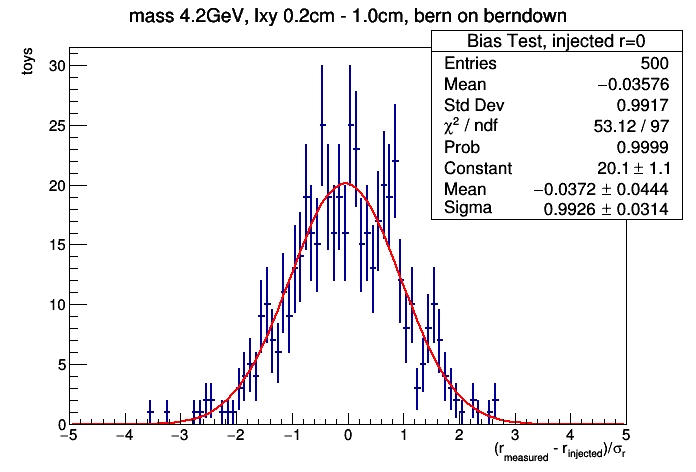 mass 4.2GeV, lxy 0.2cm - 1.0cm, bern on berndown
toys
Bias Test, injected r=0
Entries 500
Mean −0.03576
Std Dev 0.9917
χ² / ndf 53.12 / 97
Prob 0.9999
Constant 20.1 ± 1.1
Mean −0.0372 ± 0.0444
Sigma 0.9926 ± 0.0314
30
25
20
15
10
5
0
−5 −4 −3 −2 −1 0 1 2 3 4 5
(r_measured - r_injected)/σ_r